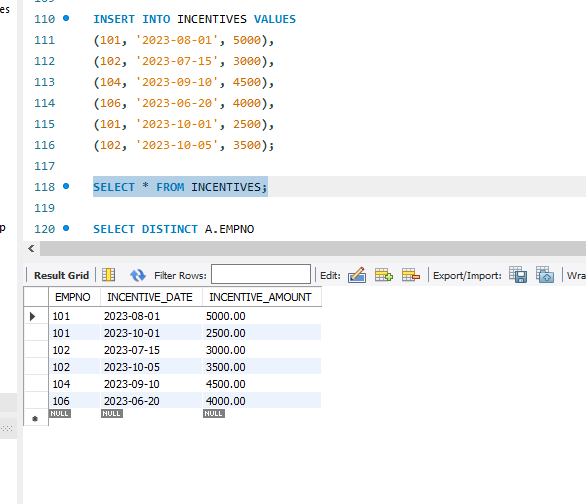 es
110 INSERT INTO INCENTIVES VALUES
111 (101, '2023-08-01', 5000),
112 (102, '2023-07-15', 3000),
113 (104, '2023-09-10', 4500),
114 (106, '2023-06-20', 4000),
115 (101, '2023-10-01', 2500),
116 (102, '2023-10-05', 3500);
117
118 SELECT * FROM INCENTIVES;
119
p
120 SELECT DISTINCT A.EMPNO
Result Grid Filter Rows: Edit: Export/Import: Wra
EMPNO INCENTIVE_DATE INCENTIVE_AMOUNT
101 2023-08-01 5000.00
101 2023-10-01 2500.00
102 2023-07-15 3000.00
102 2023-10-05 3500.00
104 2023-09-10 4500.00
106 2023-06-20 4000.00
NULL NULL NULL